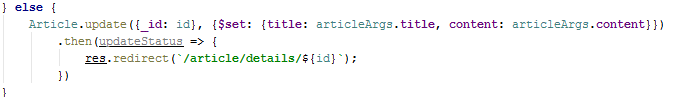 } else {
Article.update({_id: id}, {$set: {title: articleArgs.title, content: articleArgs.content}})
.then(updateStatus => {
res.redirect(`/article/details/${id}`);
})
}